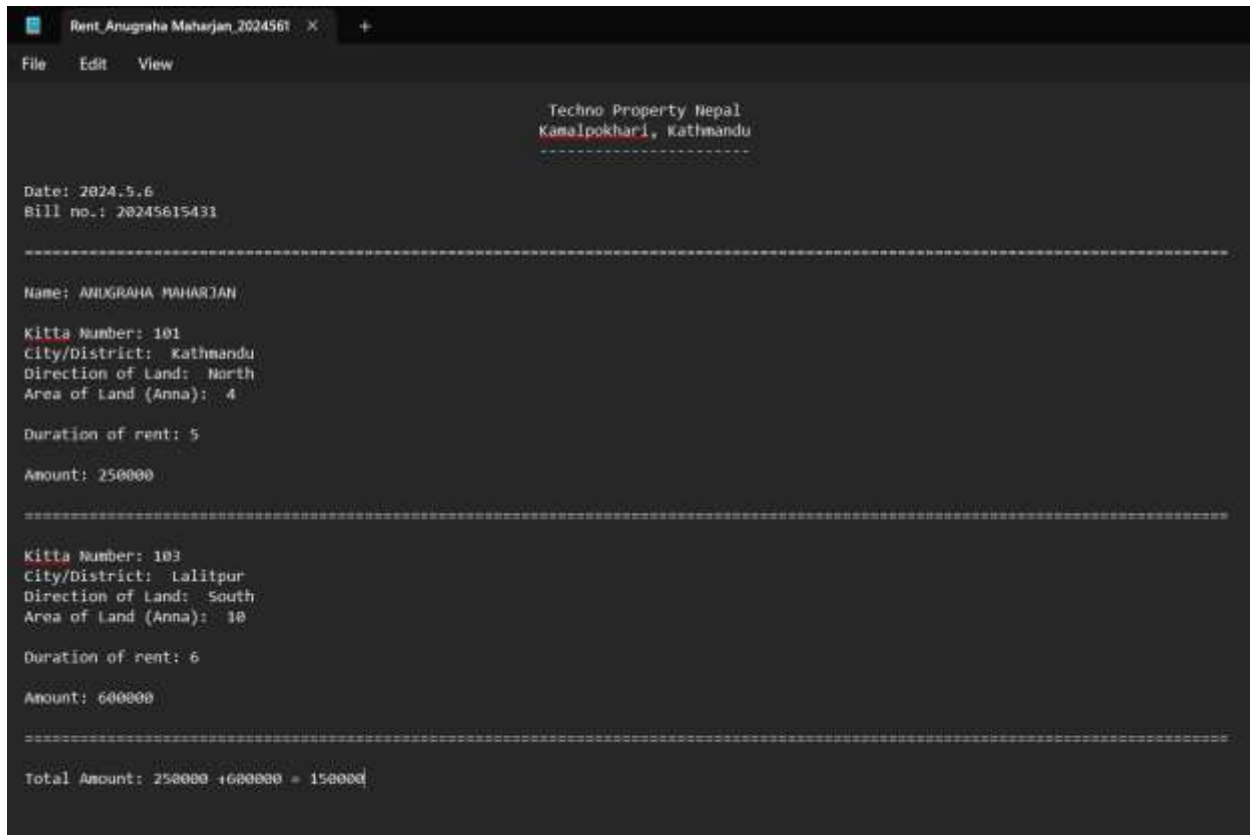 Rent_Anugraha Maharjan_2024561
File Edit View
Techno Property Nepal
Kamalpokhari, Kathmandu
------------------------
Date: 2024.5.6
Bill no.: 20245615431
Name: ANUGRAHA MAHARJAN
Kitta Number: 101
City/District: Kathmandu
Direction of Land: North
Area of Land (Anna): 4
Duration of rent: 5
Amount: 250000
Kitta Number: 103
City/District: Lalitpur
Direction of Land: South
Area of Land (Anna): 10
Duration of rent: 6
Amount: 600000
Total Amount: 250000 +600000 = 150000